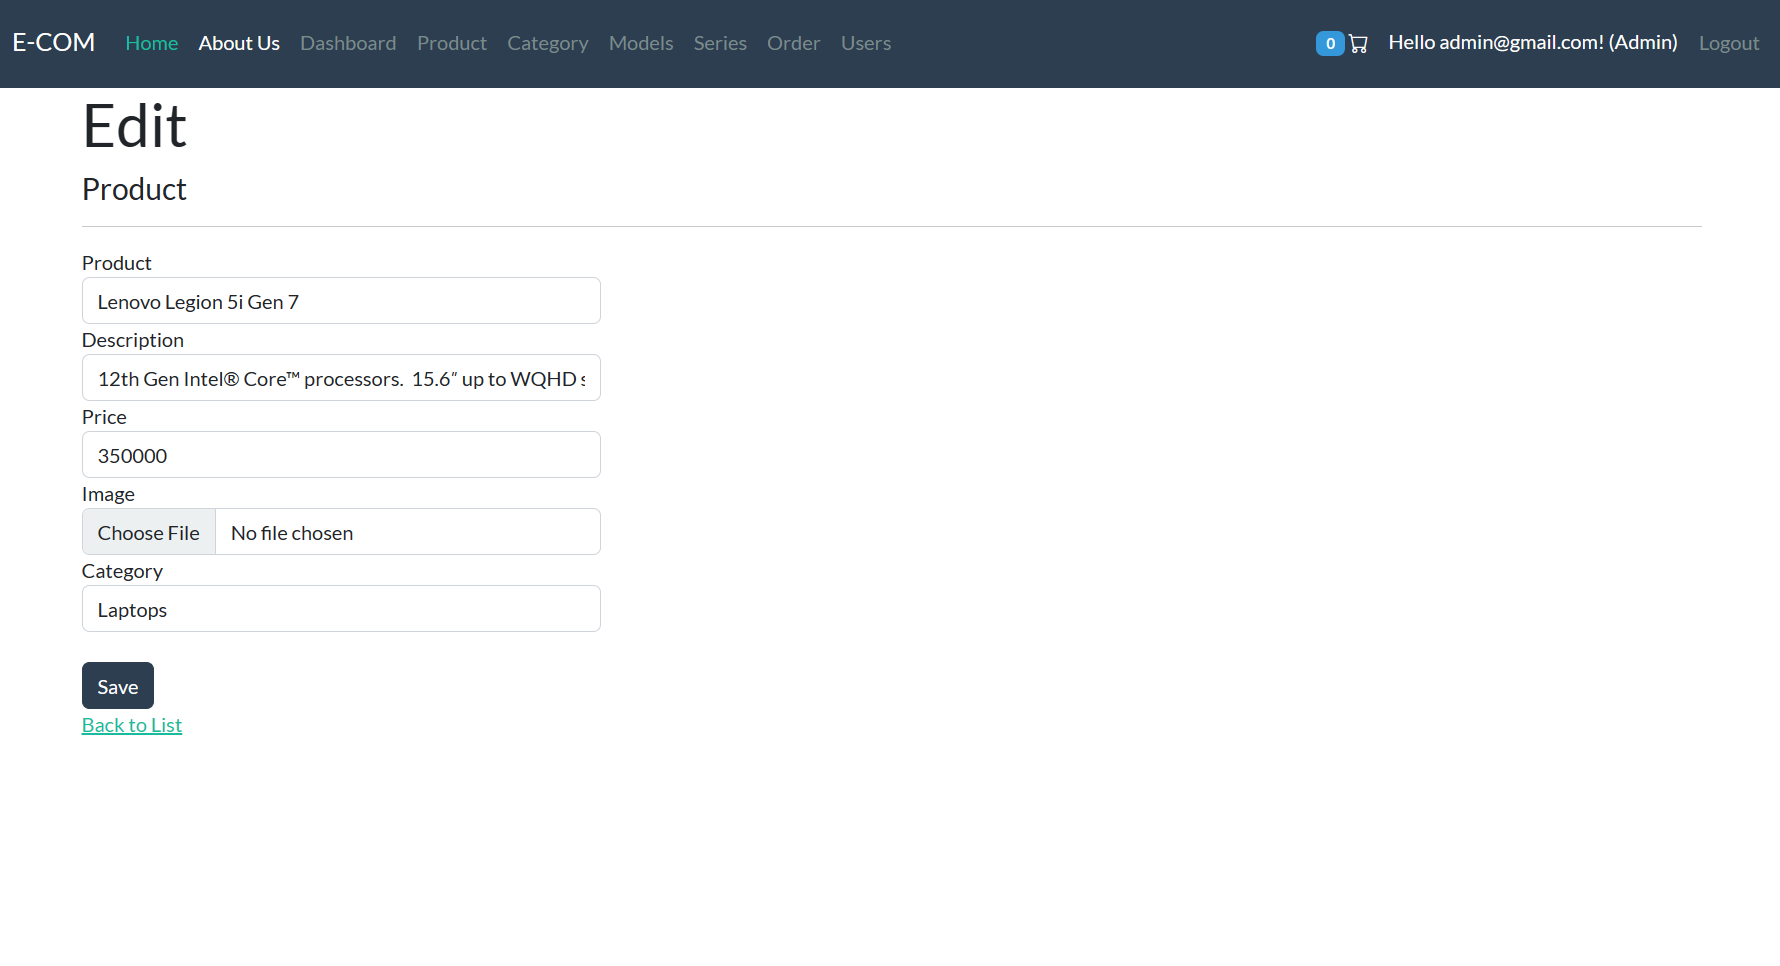 E-COM Home About Us Dashboard Product Category Models Series Order Users 0 Hello admin@gmail.com! (Admin) Logout
Edit
Product
Product
Lenovo Legion 5i Gen 7
Description
12th Gen Intel® Core™ processors.  15.6″ up to WQHD
Price
350000
Image
Choose File No file chosen
Category
Laptops
Save
Back to List